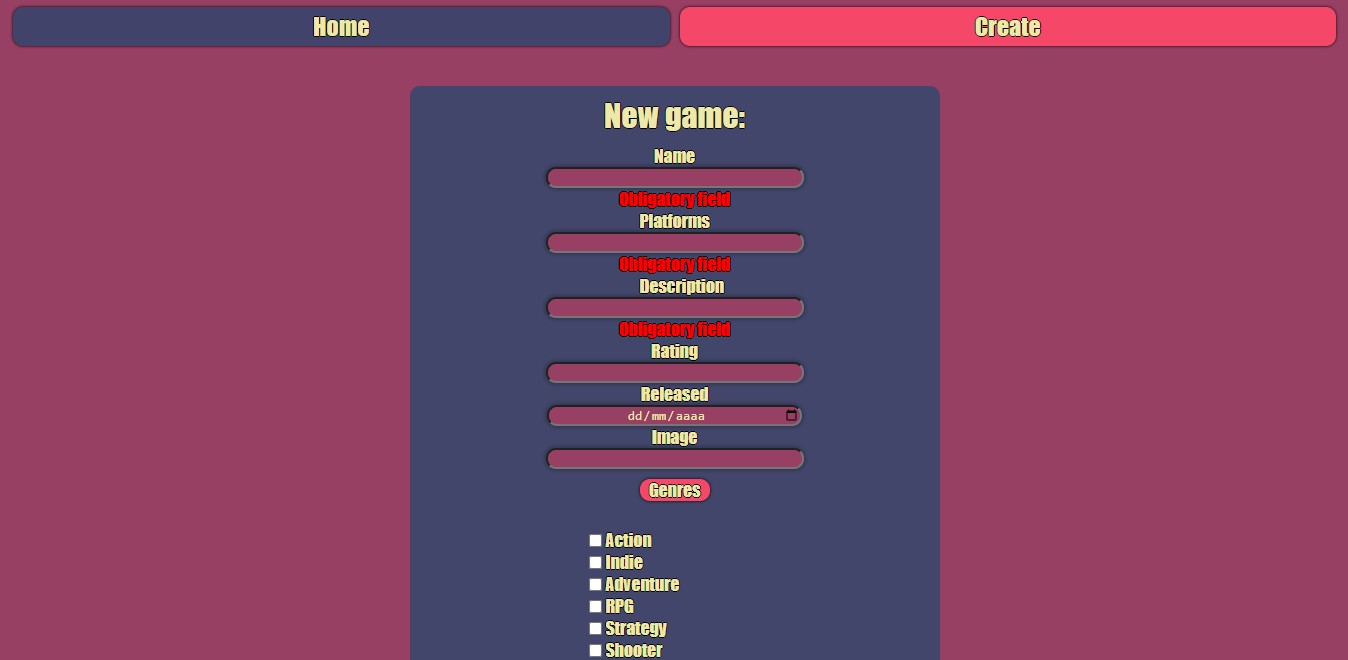 Home
Create
New game:
Name
Obligatory field
Platforms
Obligatory field
Description
Obligatory field
Rating
Released
dd/mm/aaaa
Image
Genres
Action
Indie
Adventure
RPG
Strategy
Shooter